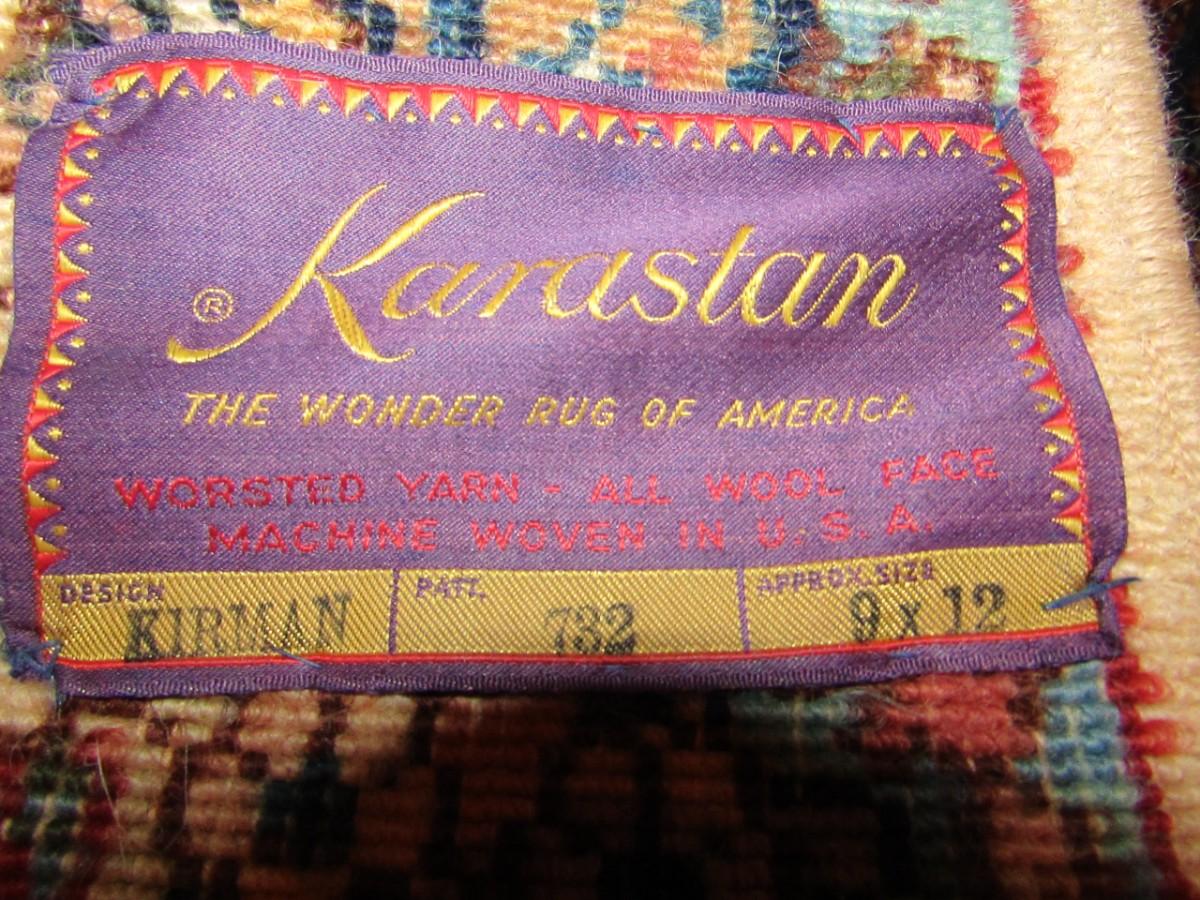 ® Karastan
THE WONDER RUG OF AMERICA
WORSTED YARN - ALL WOOL FACE
MACHINE WOVEN IN U.S.A.
DESIGN PATT. APPROX.SIZE
KIRMAN 732 9 x 12